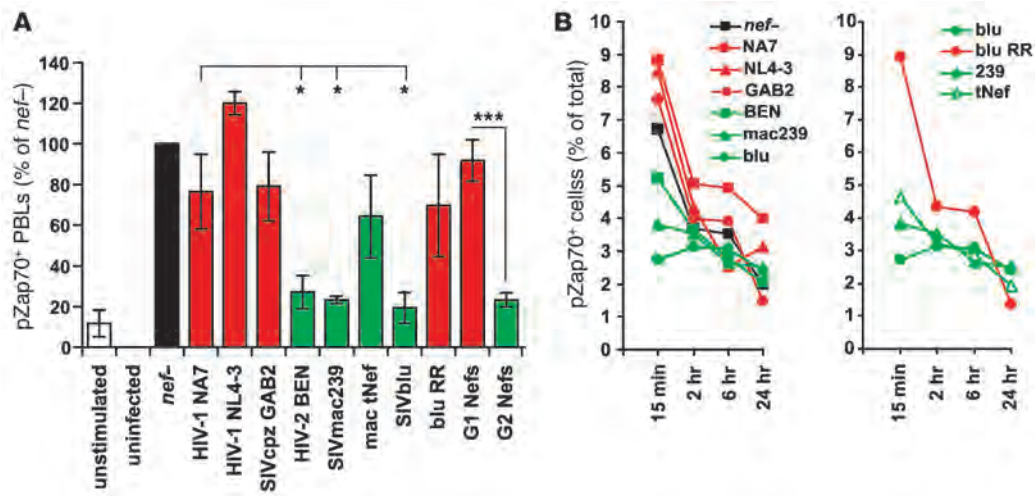 A
pZap70+ PBLs (% of nef–)
140
120
100
80
60
40
20
0
*
*
*
***
unstimulated
uninfected
nef-
HIV-1 NA7
HIV-1 NL4-3
SIVcpz GAB2
HIV-2 BEN
SIVmac239
mac tNef
SIVblu
blu RR
G1 Nefs
G2 Nefs
B
pZap70+ celiss (% of total)
10
9
8
7
6
5
4
3
2
1
0
nef–
NA7
NL4-3
GAB2
BEN
mac239
blu
15 min
2 hr
6 hr
24 hr
10
9
8
7
6
5
4
3
2
1
0
blu
blu RR
239
tNef
15 min
2 hr
6 hr
24 hr